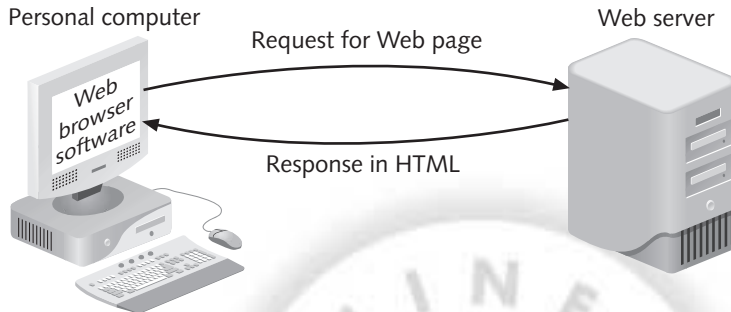 Personal computer
Web server
Request for Web page
Web
browser
software
Response in HTML